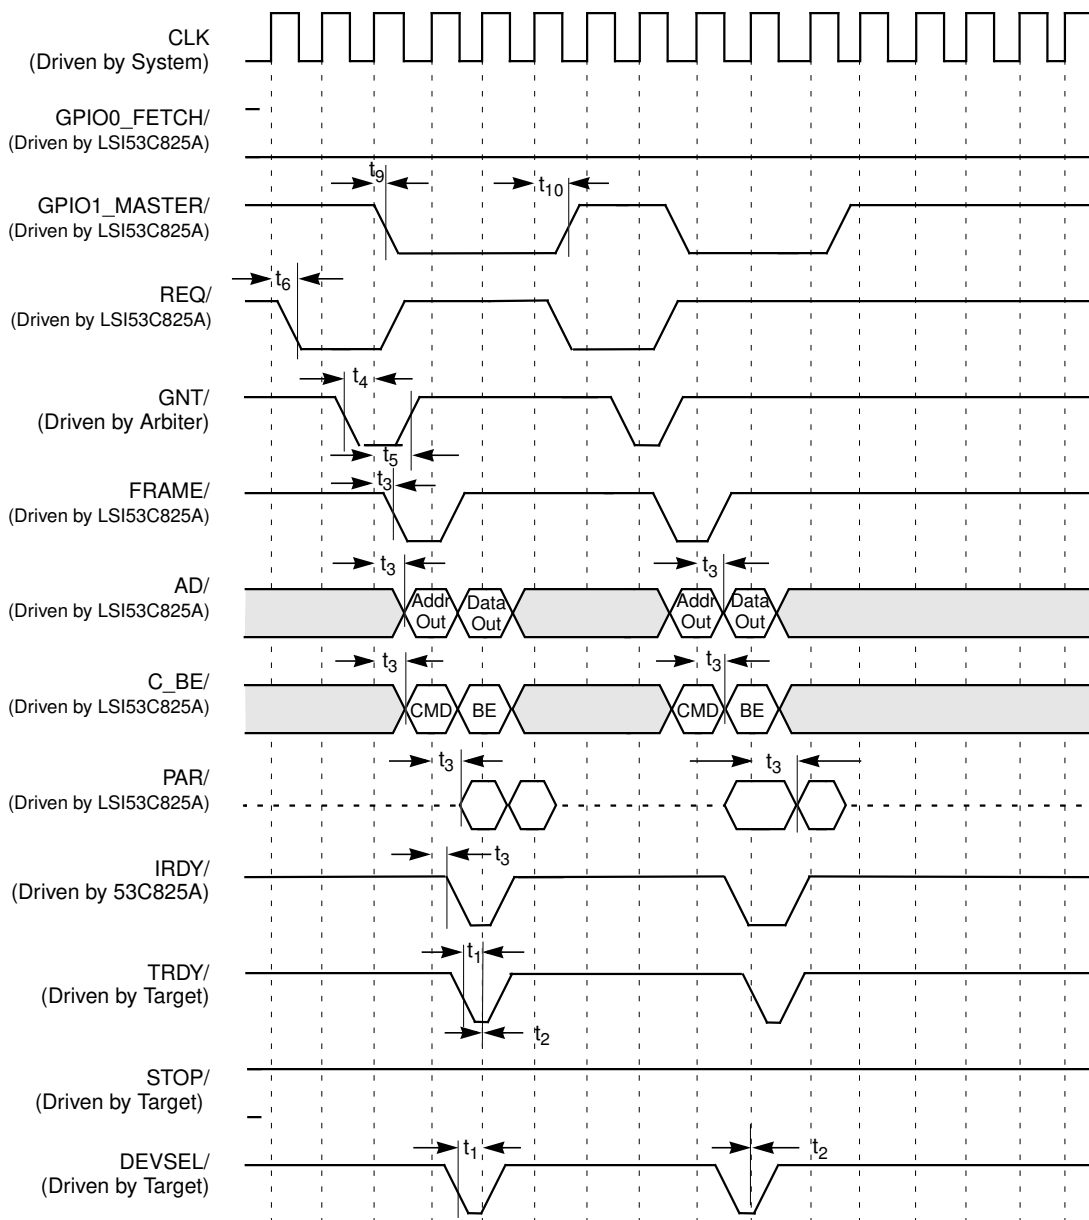 CLK
(Driven by System)
GPIO0_FETCH/
(Driven by LSI53C825A)
t9
t10
GPIO1_MASTER/
(Driven by LSI53C825A)
t6
REQ/
(Driven by LSI53C825A)
t4
GNT/
(Driven by Arbiter)
t5
t3
FRAME/
(Driven by LSI53C825A)
t3
t3
AD/
(Driven by LSI53C825A)
Addr Out
Data Out
Addr Out
Data Out
t3
t3
C_BE/
(Driven by LSI53C825A)
CMD
BE
CMD
BE
t3
t3
PAR/
(Driven by LSI53C825A)
t3
IRDY/
(Driven by 53C825A)
t1
TRDY/
(Driven by Target)
t2
STOP/
(Driven by Target)
t1
t2
DEVSEL/
(Driven by Target)